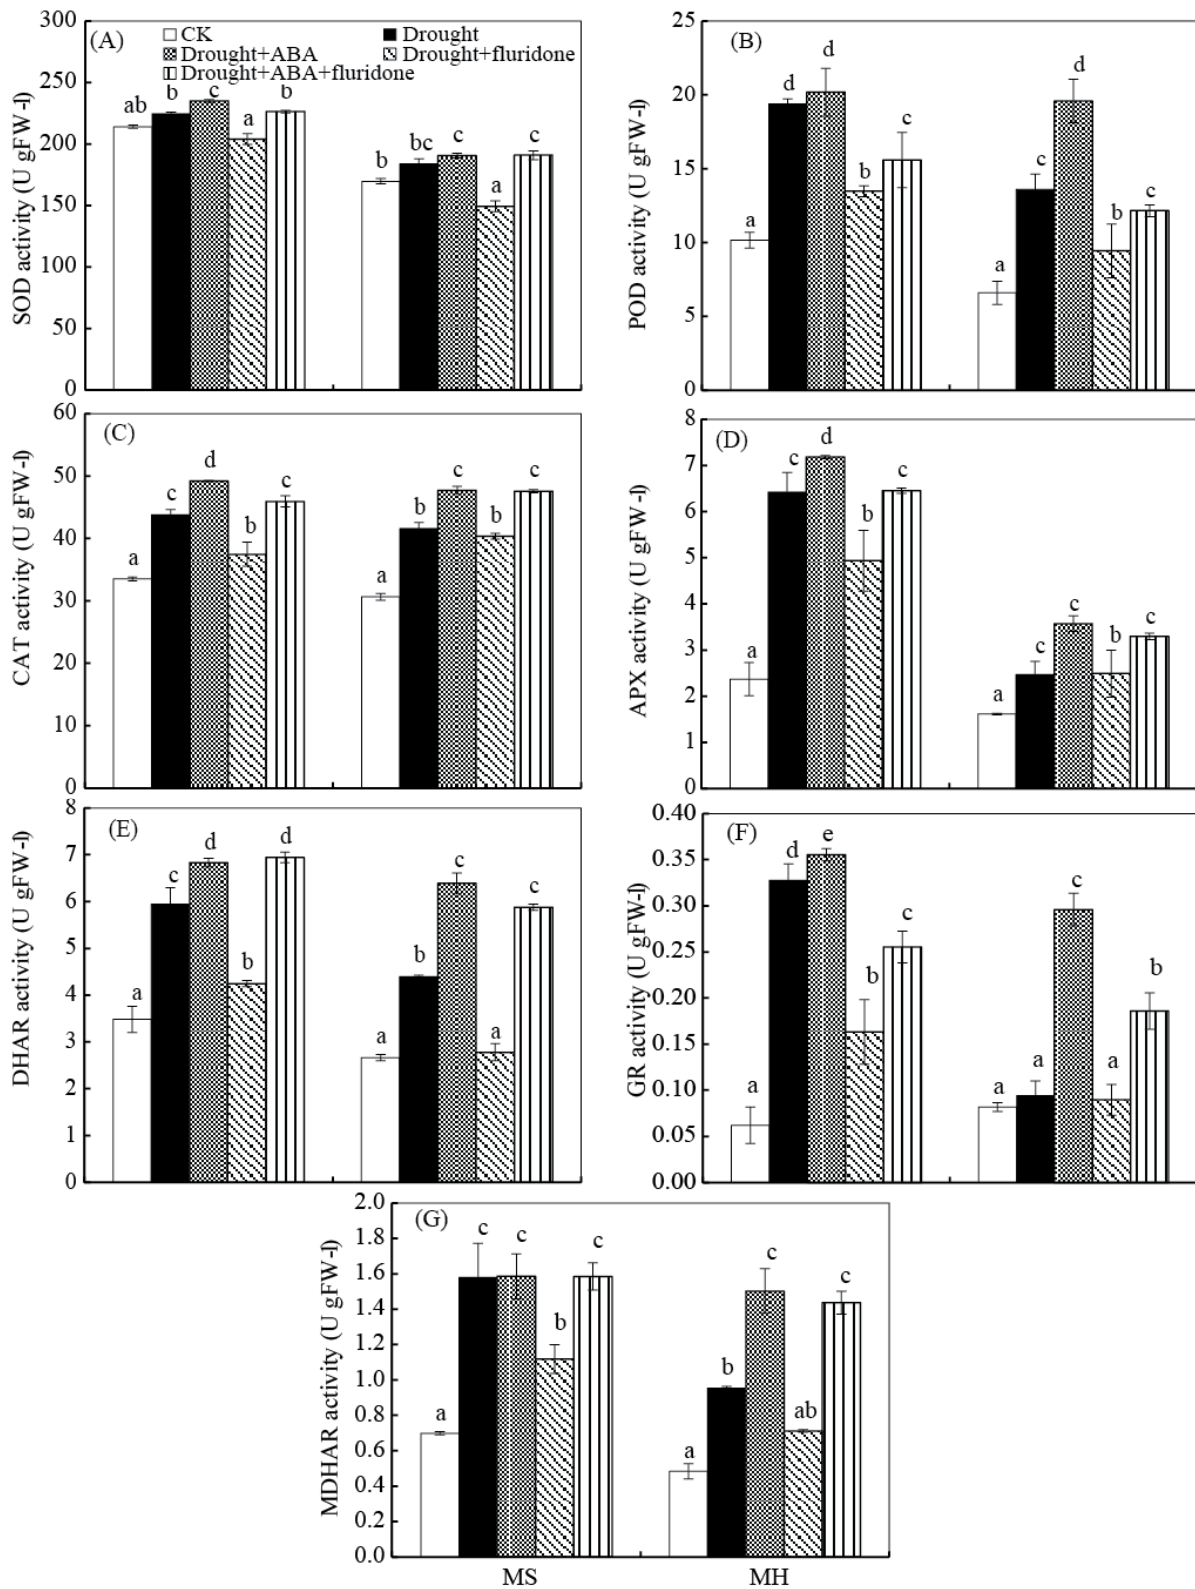 (A)
CK
Drought
Drought+ABA
Drought+fluridone
Drought+ABA+fluridone
SOD activity (U gFW-l)
300
250
200
150
100
50
0
ab
b
c
a
b
b
bc
c
a
c
(B)
POD activity (U gFW-l)
25
20
15
10
5
0
a
d
d
b
c
a
c
d
b
c
(C)
CAT activity (U gFW-l)
60
50
40
30
20
10
0
a
c
d
b
c
a
b
c
b
c
(D)
APX activity (U gFW-l)
8
7
6
5
4
3
2
1
0
a
c
d
b
c
a
c
c
b
c
(E)
DHAR activity (U gFW-l)
8
7
6
5
4
3
2
1
0
a
c
d
b
d
a
b
c
a
c
(F)
GR activity (U gFW-l)
0.40
0.35
0.30
0.25
0.20
0.15
0.10
0.05
0.00
a
d
e
b
c
a
a
c
a
b
(G)
MDHAR activity (U gFW-l)
2.0
1.8
1.6
1.4
1.2
1.0
0.8
0.6
0.4
0.2
0.0
a
c
c
b
c
a
b
c
ab
c
MS
MH